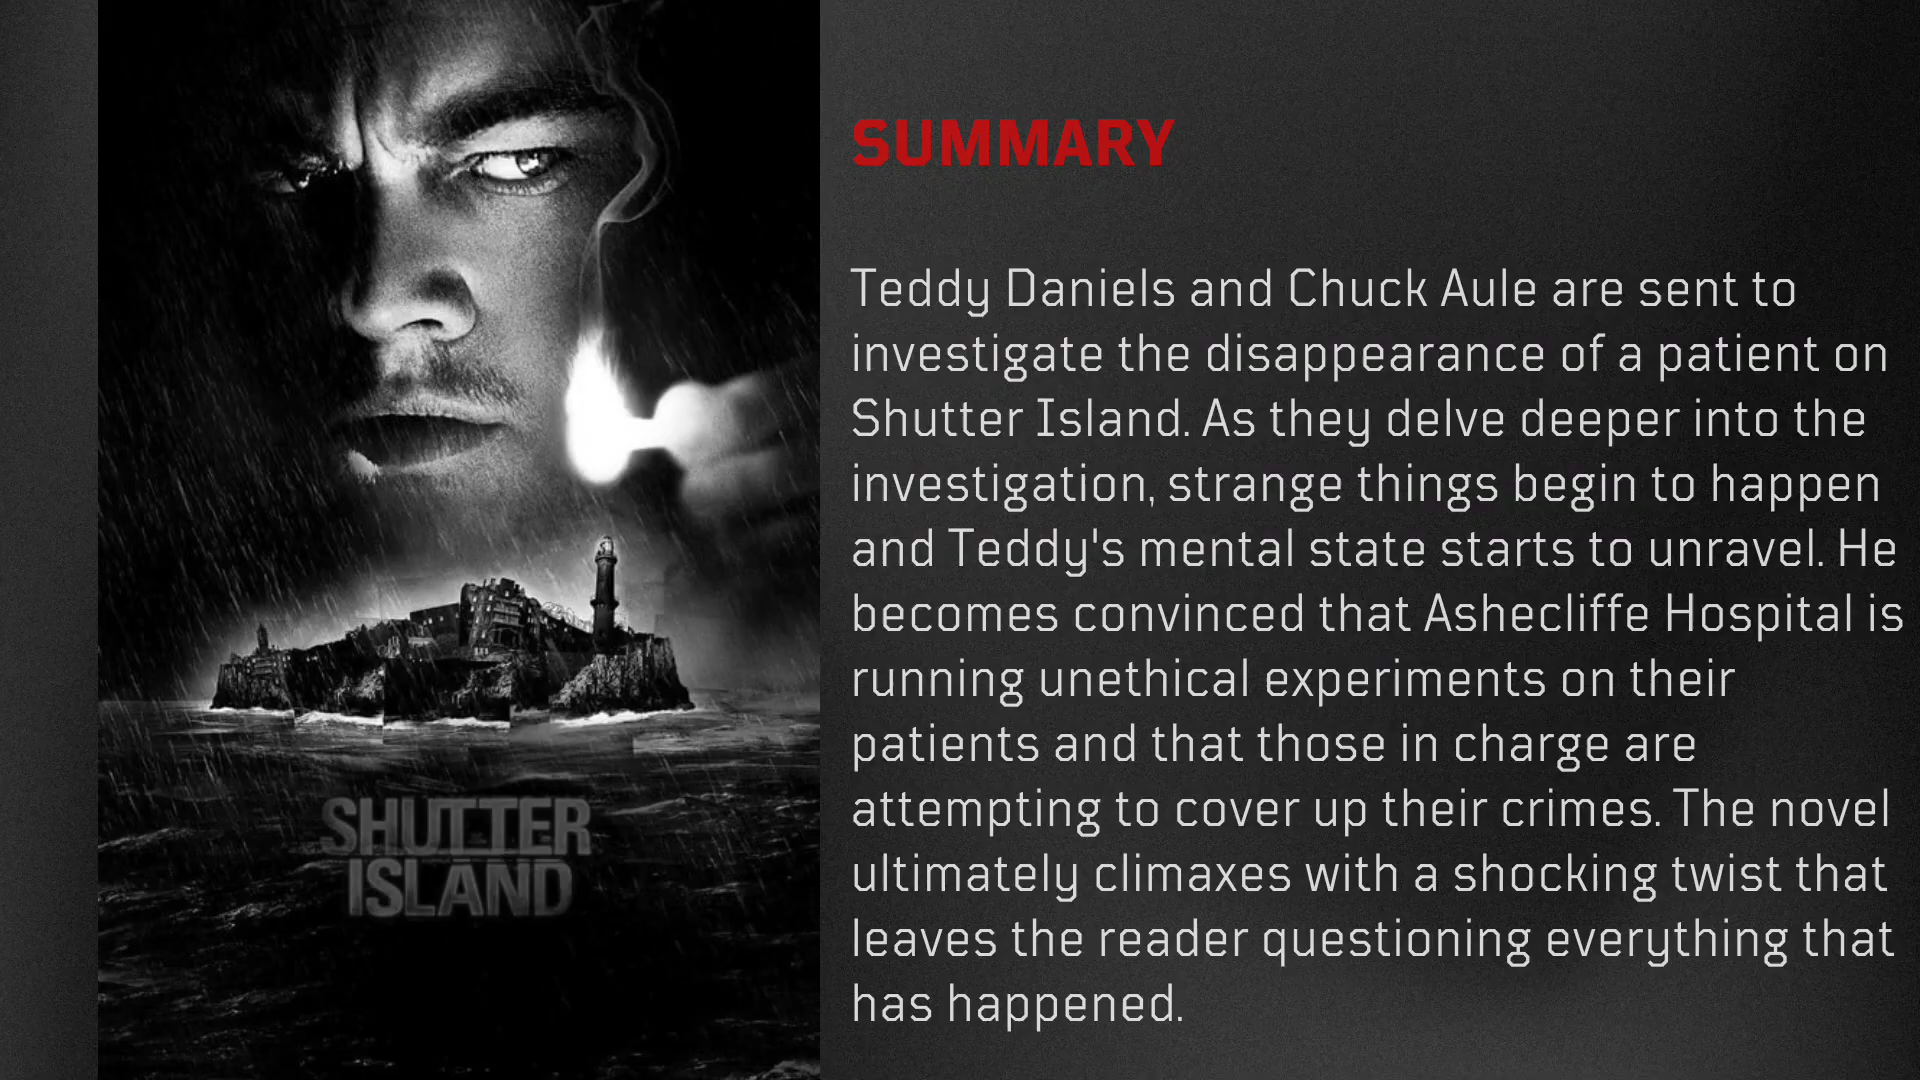 SHUTTER
ISLAND
SUMMARY
Teddy Daniels and Chuck Aule are sent to
investigate the disappearance of a patient on
Shutter Island. As they delve deeper into the
investigation, strange things begin to happen
and Teddy's mental state starts to unravel. He
becomes convinced that Ashecliffe Hospital is
running unethical experiments on their
patients and that those in charge are
attempting to cover up their crimes. The novel
ultimately climaxes with a shocking twist that
leaves the reader questioning everything that
has happened.